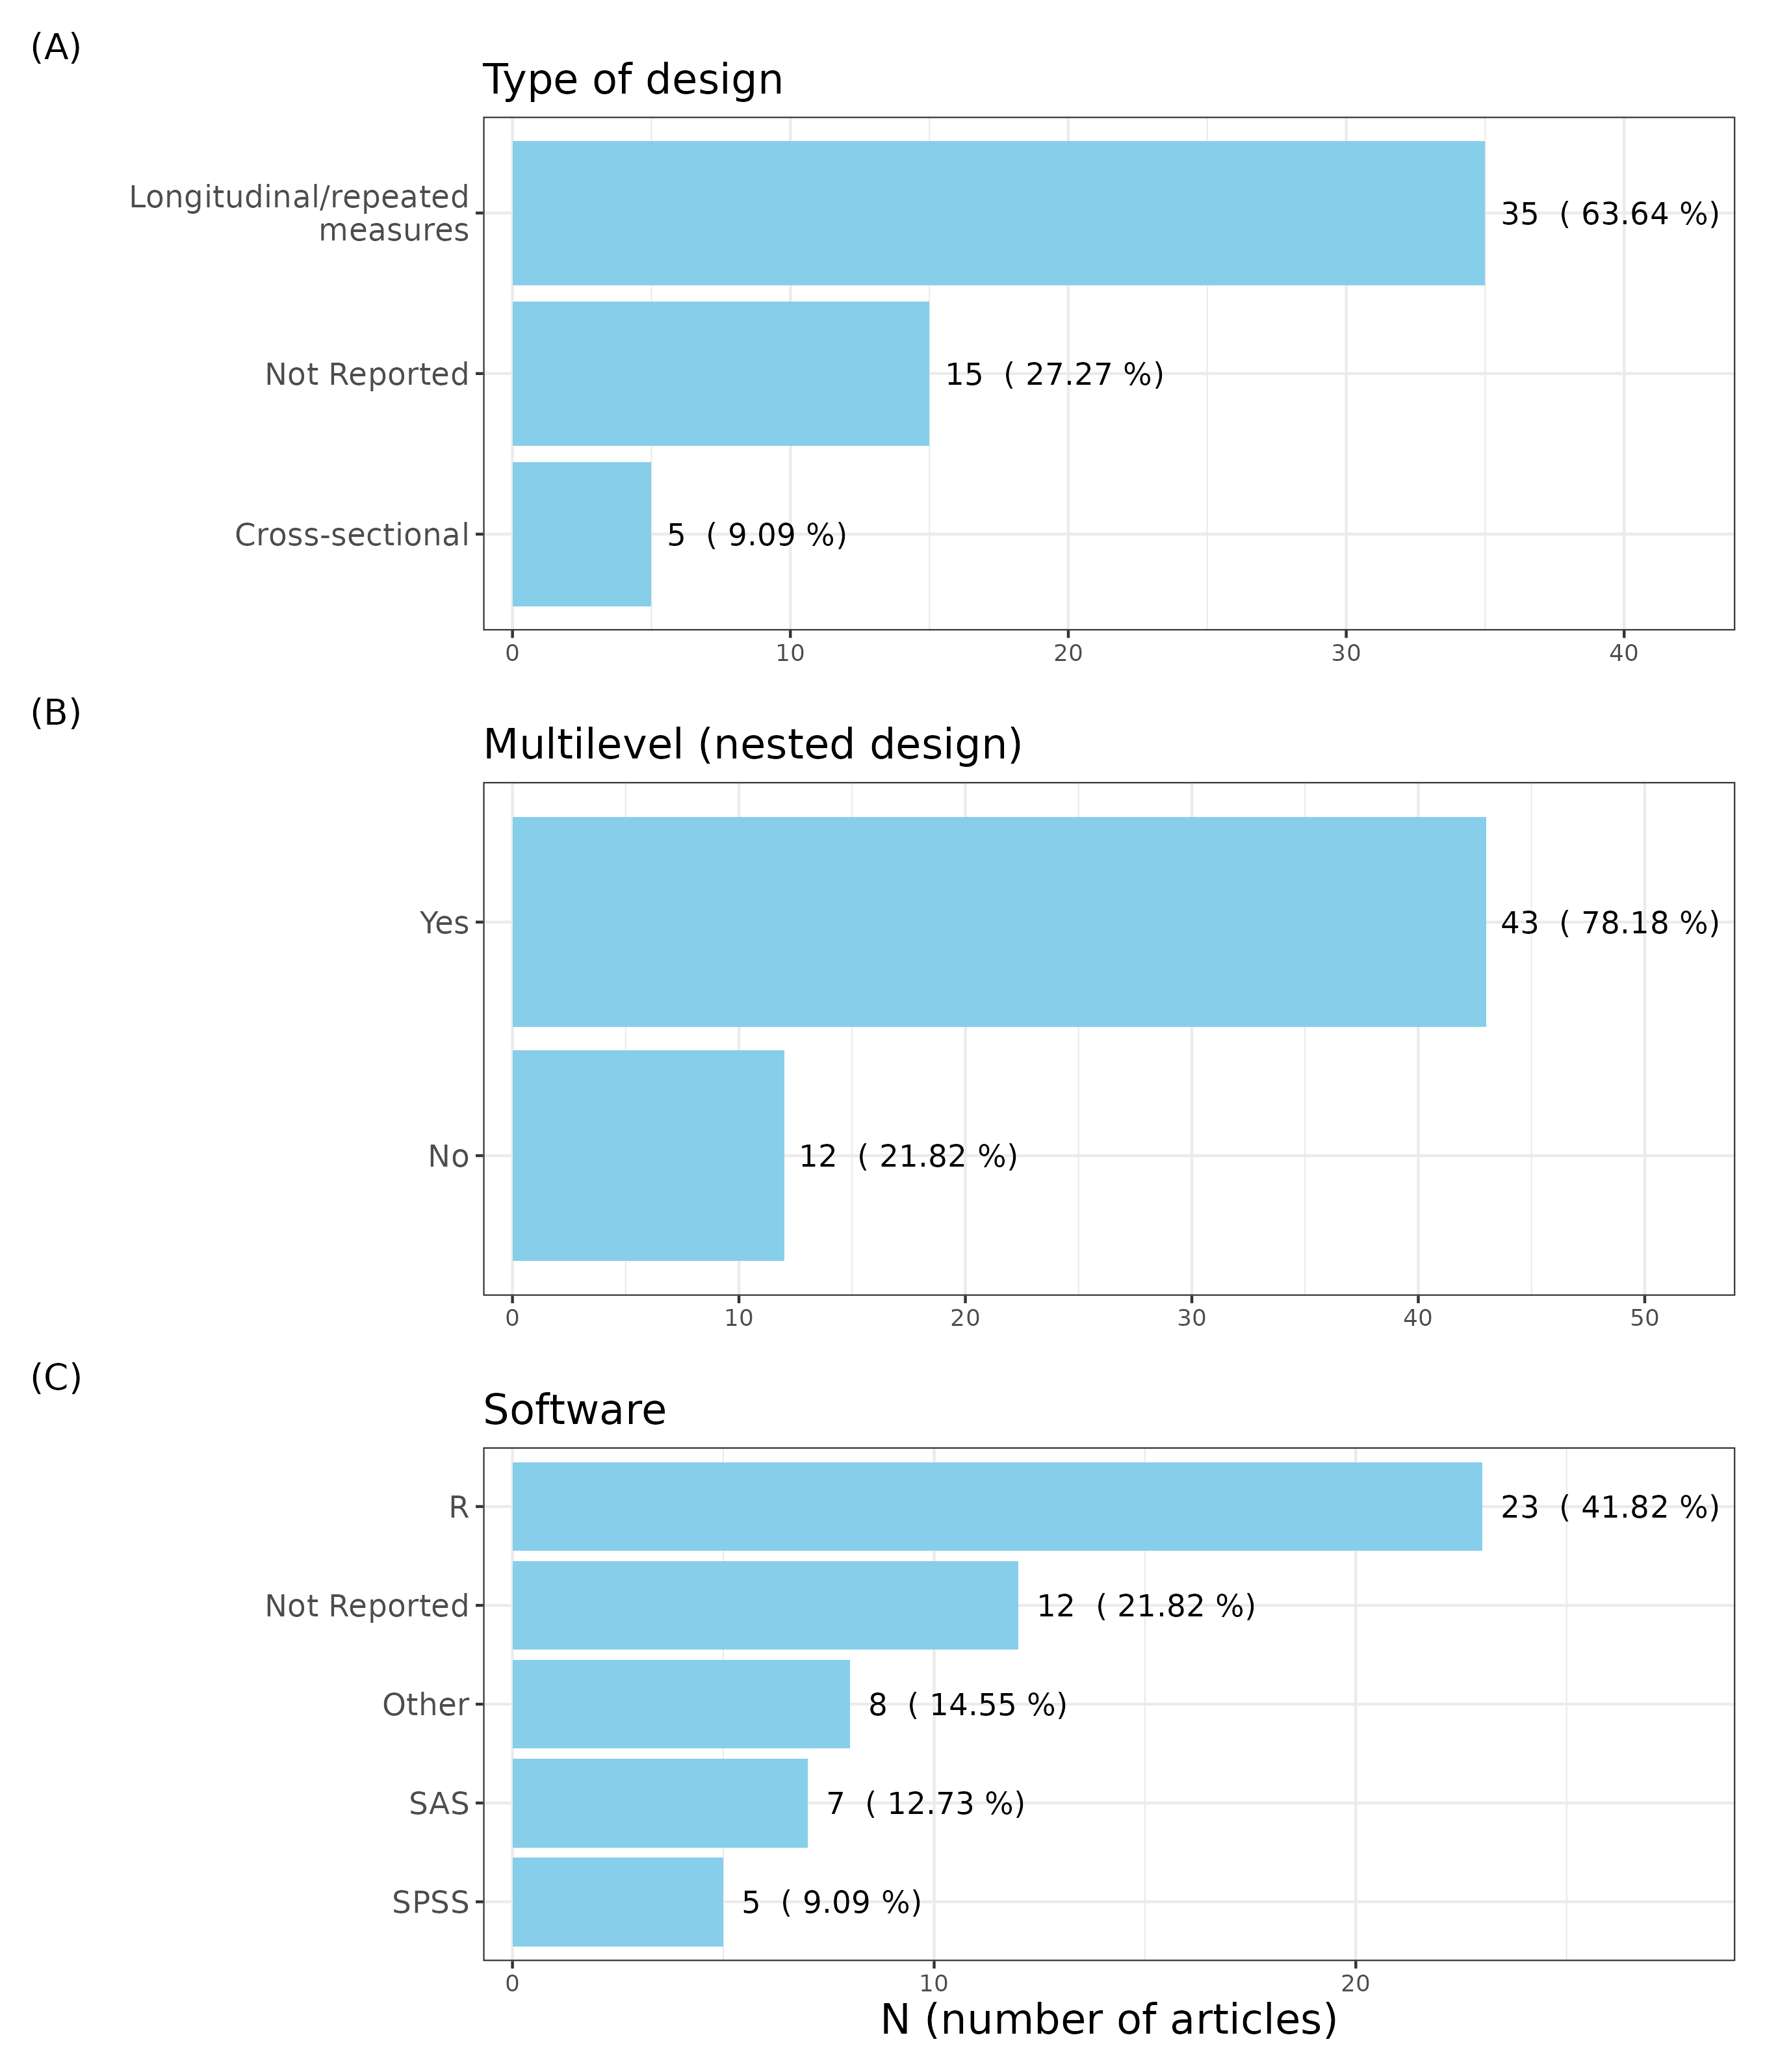 (A)
Type of design
Longitudinal/repeated
measures
35 ( 63.64 %)
Not Reported
15 ( 27.27 %)
Cross-sectional
5 ( 9.09 %)
0 10 20 30 40
(B)
Multilevel (nested design)
Yes
43 ( 78.18 %)
No
12 ( 21.82 %)
0 10 20 30 40 50
(C)
Software
R
23 ( 41.82 %)
Not Reported
12 ( 21.82 %)
Other
8 ( 14.55 %)
SAS
7 ( 12.73 %)
SPSS
5 ( 9.09 %)
0 10 20
N (number of articles)